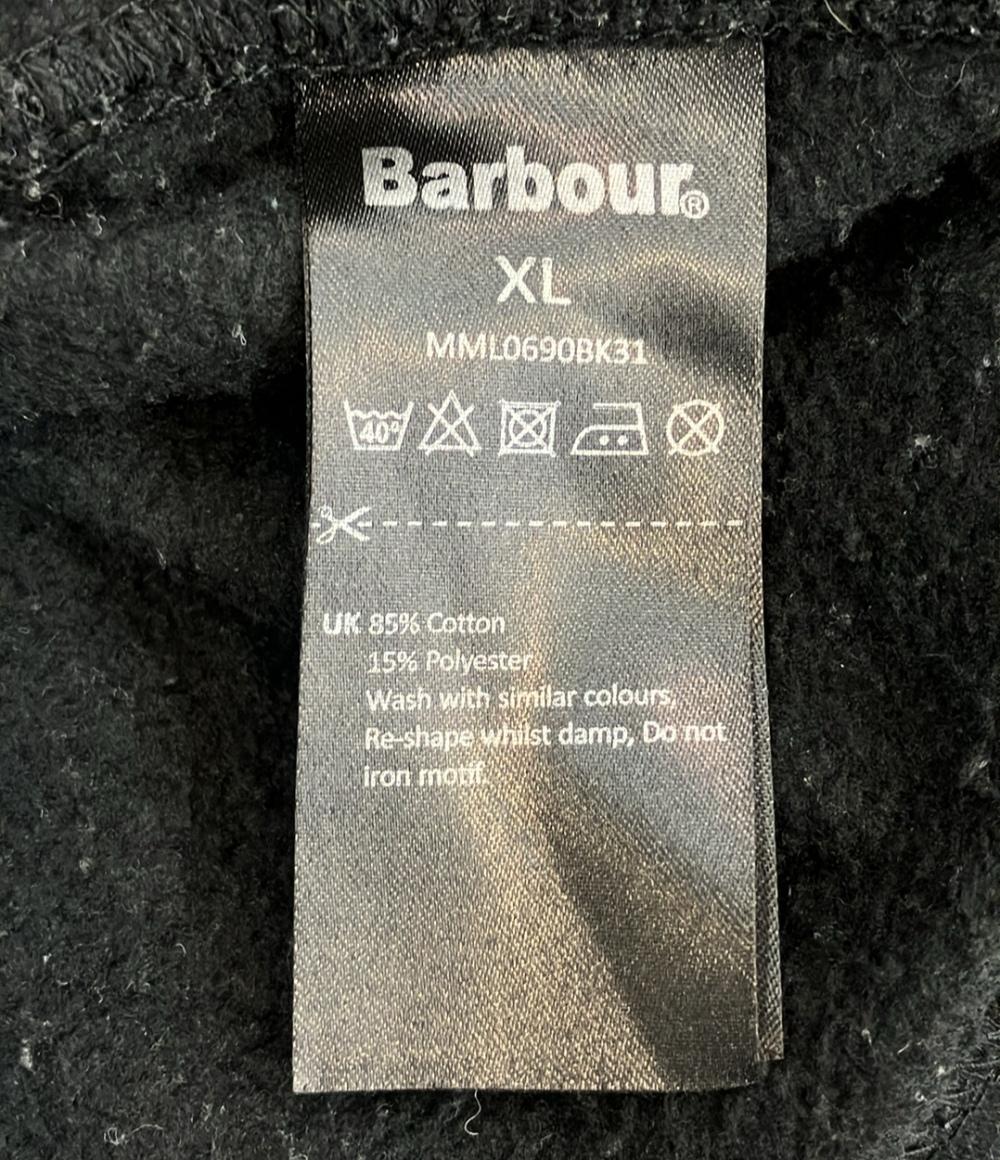 Barbour®
XL
MML0690BK31
40°
UK 85% Cotton
15% Polyester
Wash with similar colours,
Re-shape whilst damp, Do not
iron motif.